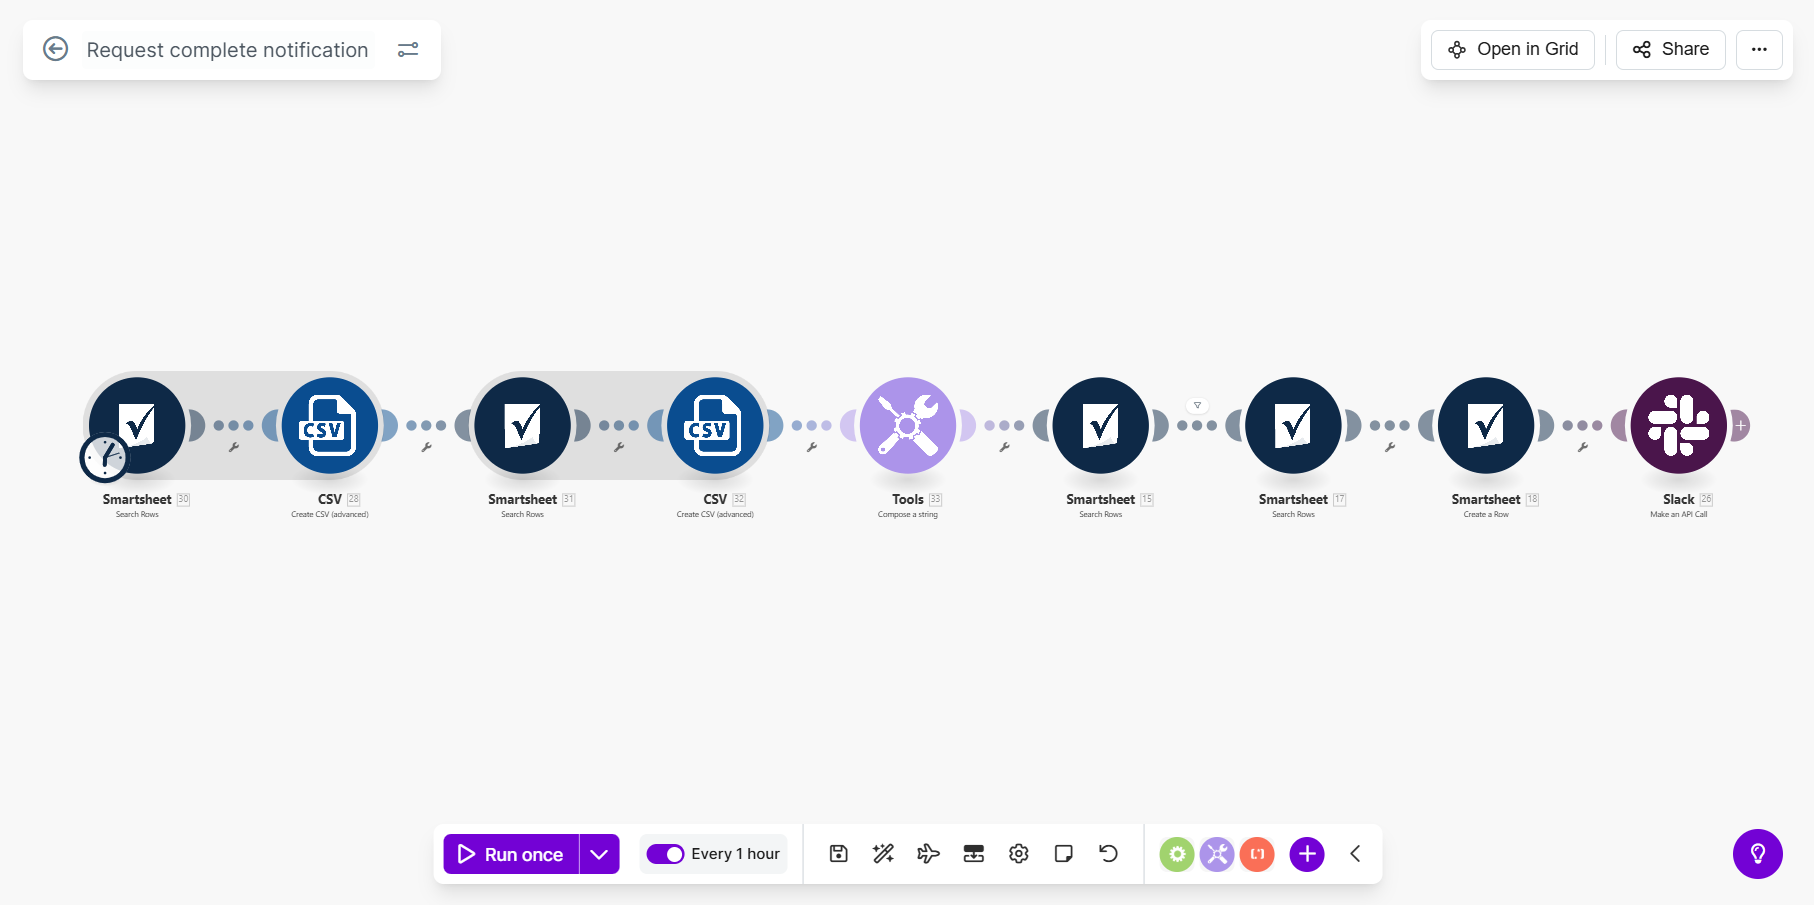 Request complete notification
Open in Grid
Share
CSV
CSV
Smartsheet 30
Search Rows
CSV 28
Create CSV (advanced)
Smartsheet 31
Search Rows
CSV 32
Create CSV (advanced)
Tools 33
Compose a string
Smartsheet 15
Search Rows
Smartsheet 17
Search Rows
Smartsheet 18
Create a Row
Slack 26
Make an API Call
Run once
Every 1 hour